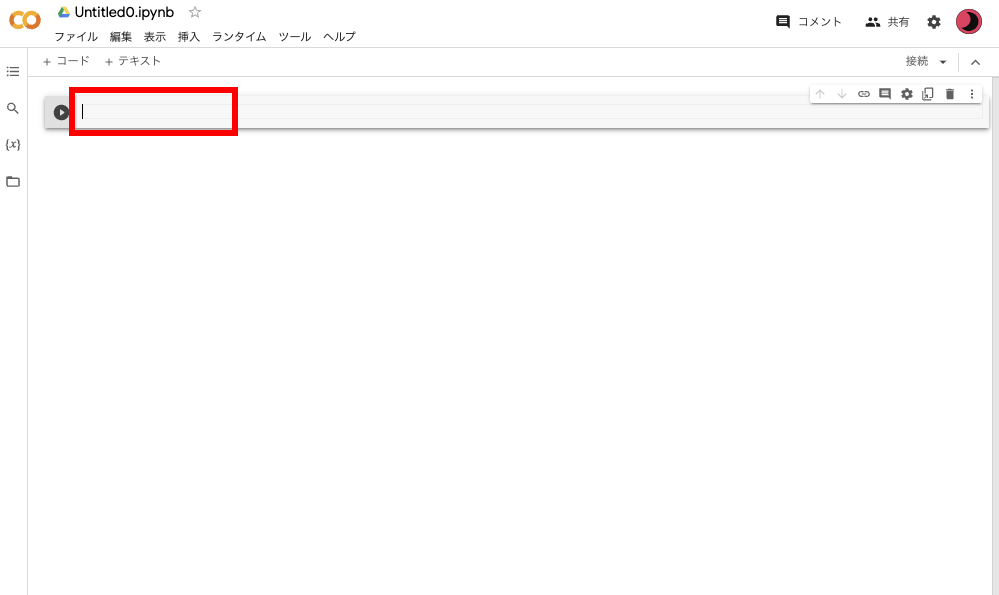 Untitled0.ipynb
コメント
共有
ファイル 編集 表示 挿入 ランタイム ツール ヘルプ
+ コード + テキスト
接続
{x}